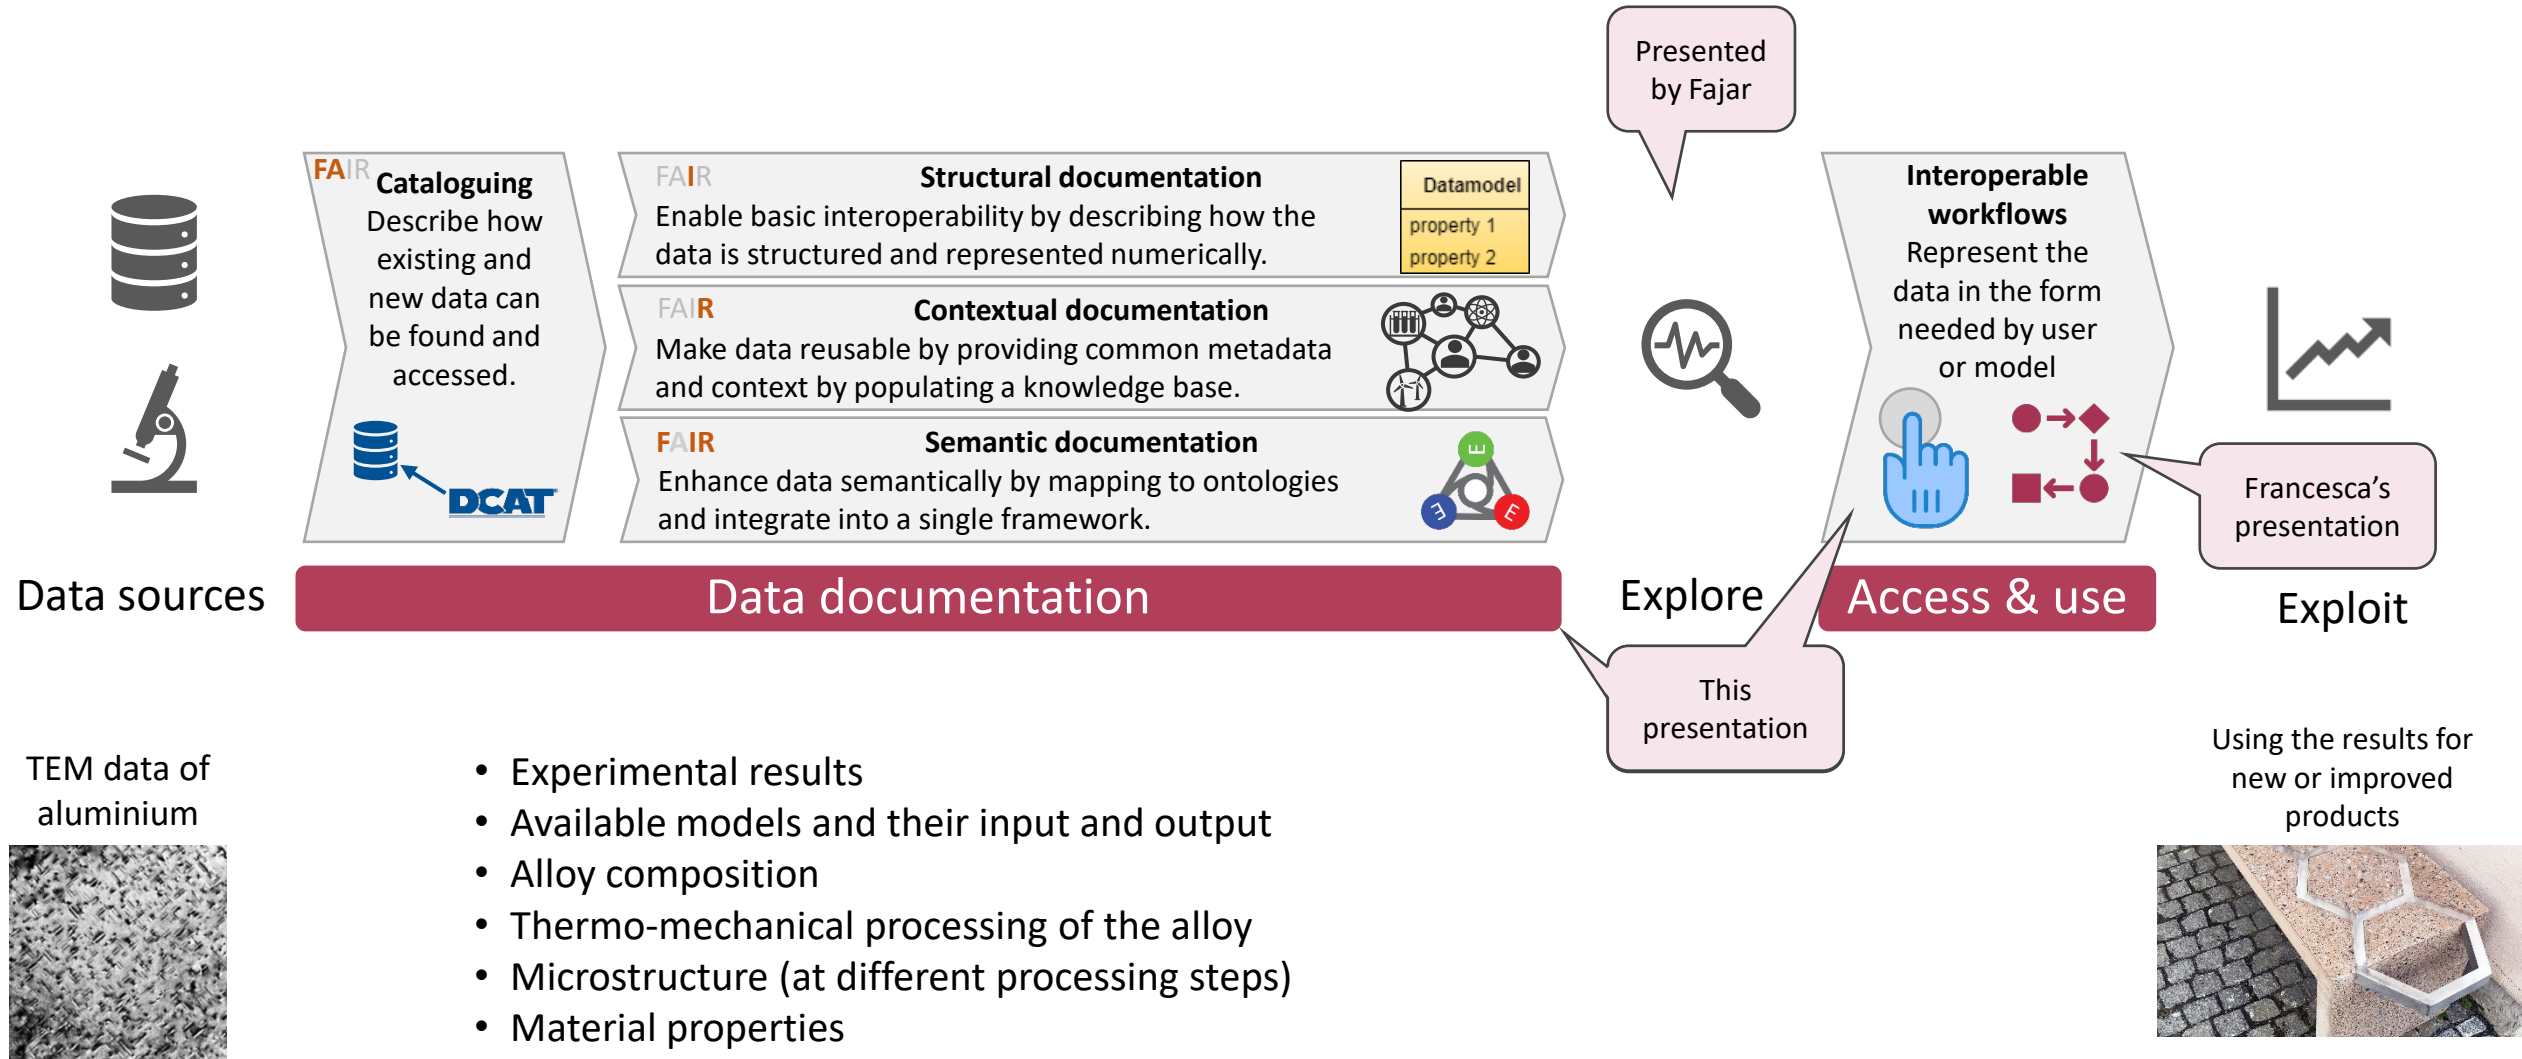 Presented
by Fajar
FAIR
Cataloguing
Describe how
existing and
new data can
be found and
accessed.
DCAT
FAIR
Structural documentation
Enable basic interoperability by describing how the
data is structured and represented numerically.
Datamodel
property 1
property 2
FAIR
Contextual documentation
Make data reusable by providing common metadata
and context by populating a knowledge base.
FAIR
Semantic documentation
Enhance data semantically by mapping to ontologies
and integrate into a single framework.
E
E
E
Interoperable
workflows
Represent the
data in the form
needed by user
or model
Francesca’s
presentation
Data sources
Data documentation
Explore
Access & use
Exploit
This
presentation
TEM data of
aluminium
• Experimental results
• Available models and their input and output
• Alloy composition
• Thermo-mechanical processing of the alloy
• Microstructure (at different processing steps)
• Material properties
Using the results for
new or improved
products